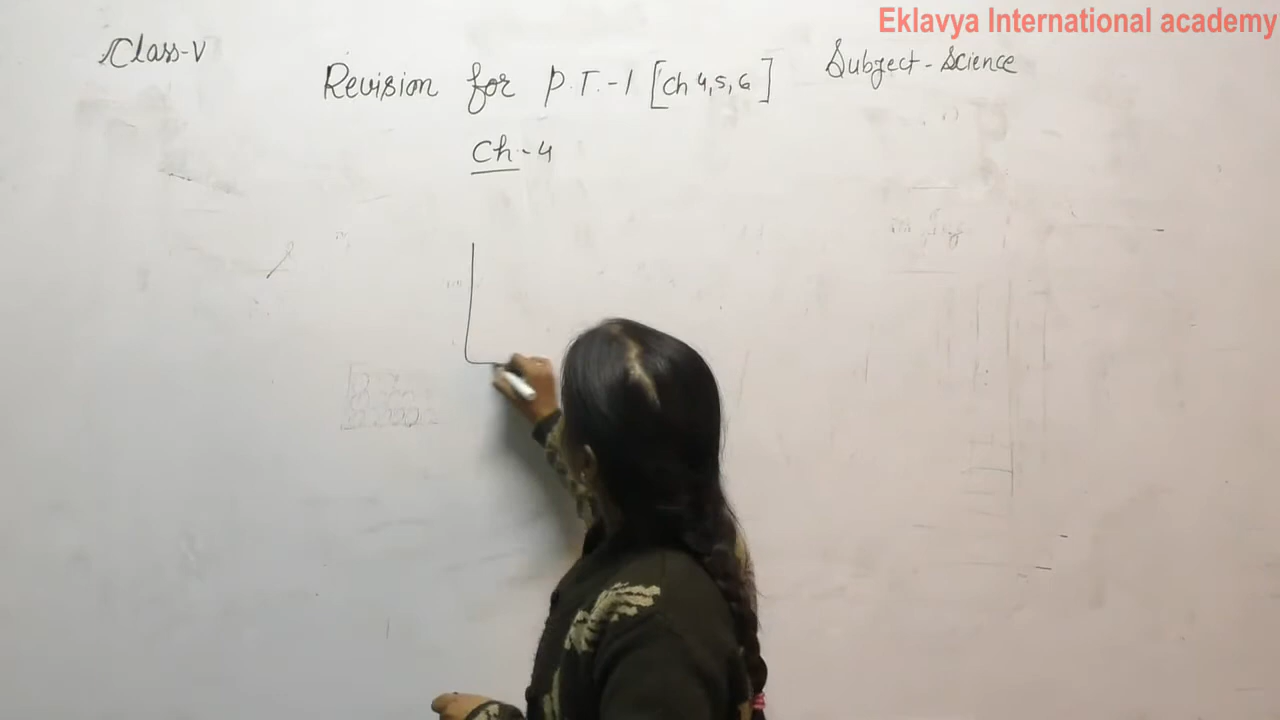 Eklavya International academy
Class-V
Subject - Science
Revision for P.T.-1 [Ch 4,5,6]
Ch-4